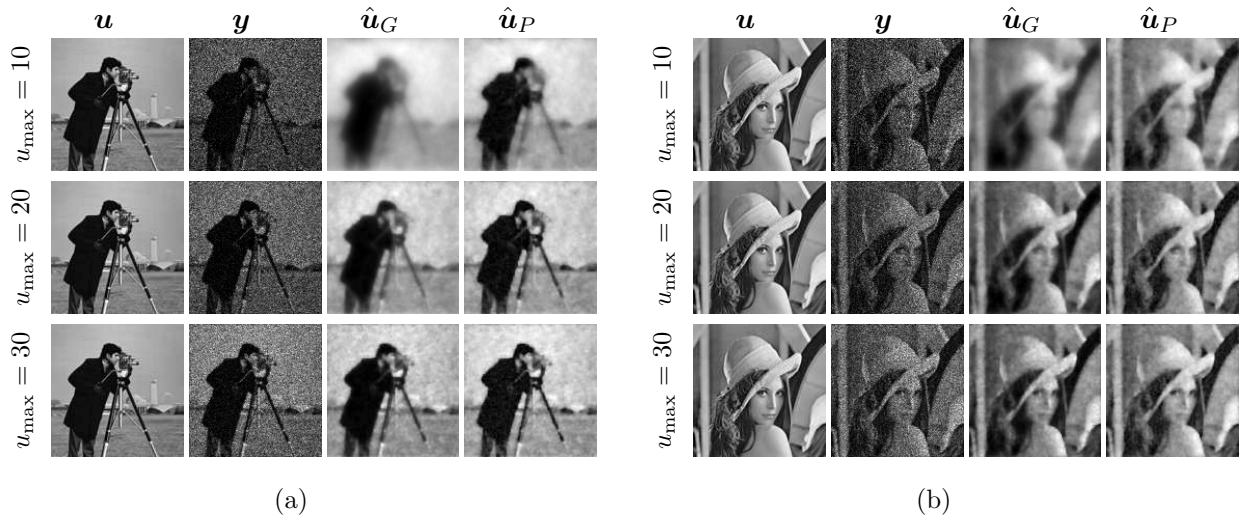 u y û_G û_P u y û_G û_P
u_max = 10 u_max = 10
u_max = 20 u_max = 20
u_max = 30 u_max = 30
(a) (b)